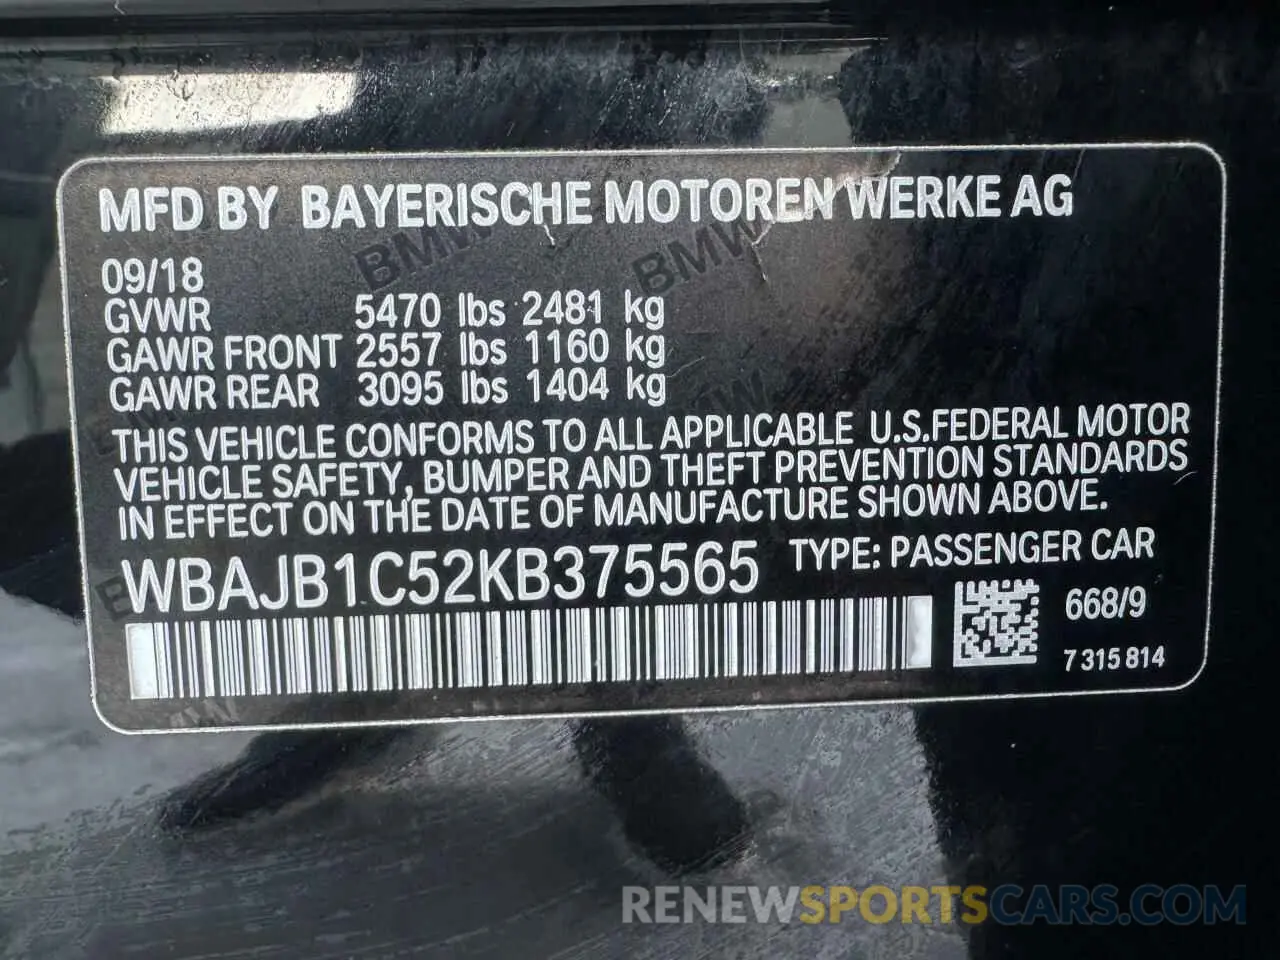 MFD BY BAYERISCHE MOTOREN WERKE AG
09/18
GVWR 5470 lbs 2481 kg
GAWR FRONT 2557 lbs 1160 kg
GAWR REAR 3095 lbs 1404 kg
THIS VEHICLE CONFORMS TO ALL APPLICABLE U.S.FEDERAL MOTOR
VEHICLE SAFETY, BUMPER AND THEFT PREVENTION STANDARDS
IN EFFECT ON THE DATE OF MANUFACTURE SHOWN ABOVE.
WBAJB1C52KB375565 TYPE: PASSENGER CAR
668/9
7315814
BMW BMW
RENEWSPORTSCARS.COM